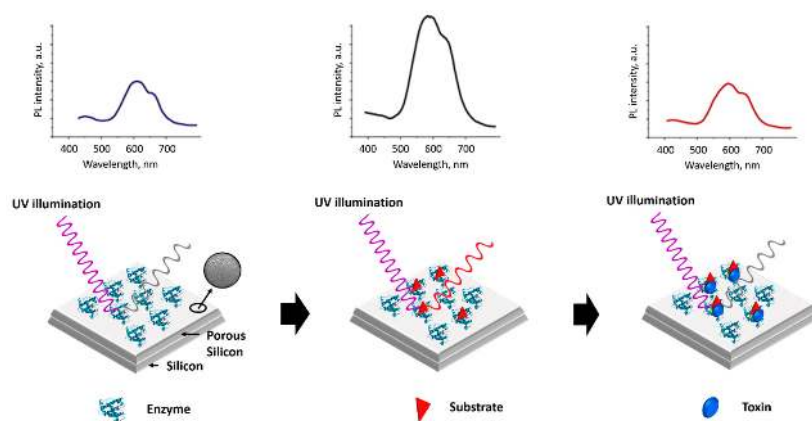 PL intensity, a.u.
400 500 600 700
Wavelength, nm
PL intensity, a.u.
400 500 600 700
Wavelength, nm
PL intensity, a.u.
400 500 600 700
Wavelength, nm
UV illumination
UV illumination
UV illumination
Porous
Silicon
Silicon
Enzyme
Substrate
Toxin